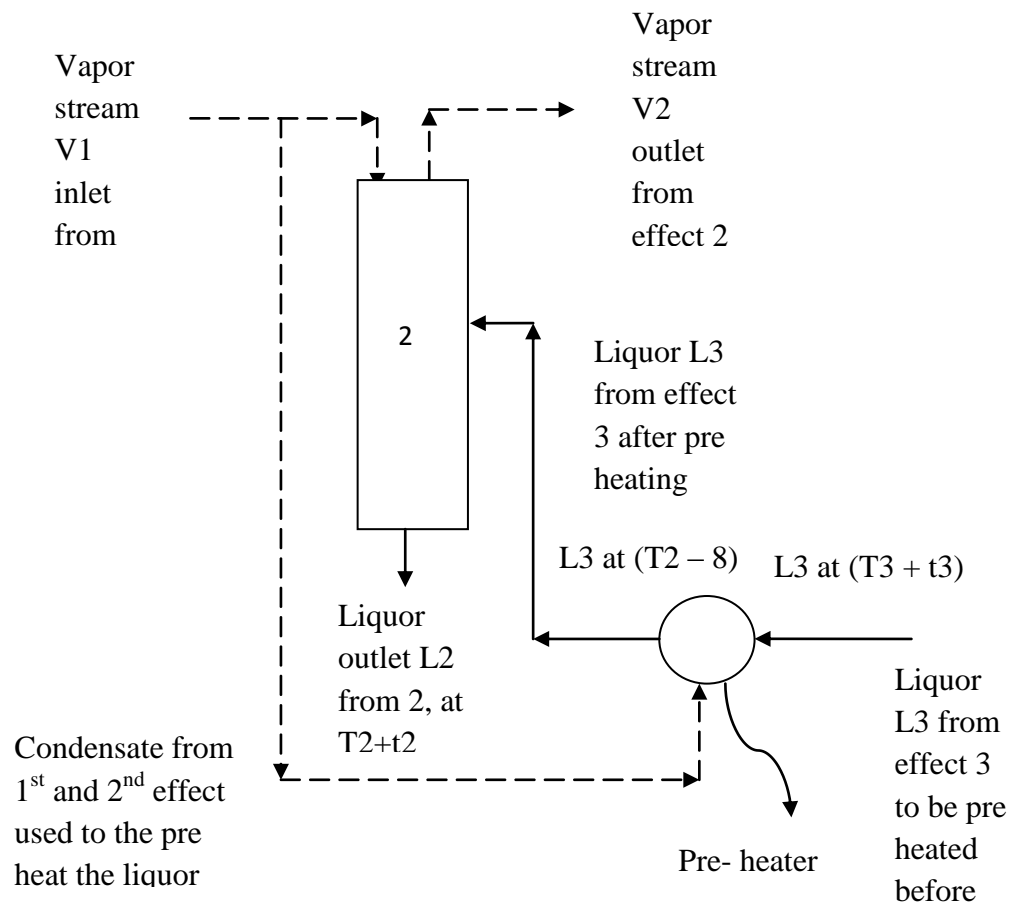 Vapor
stream
V1
inlet
from
Vapor
stream
V2
outlet
from
effect 2
2
Liquor L3
from effect
3 after pre
heating
L3 at (T2 – 8)
L3 at (T3 + t3)
Liquor
outlet L2
from 2, at
T2+t2
Liquor
L3 from
effect 3
to be pre
heated
before
Condensate from
1st and 2nd effect
used to the pre
heat the liquor
Pre- heater